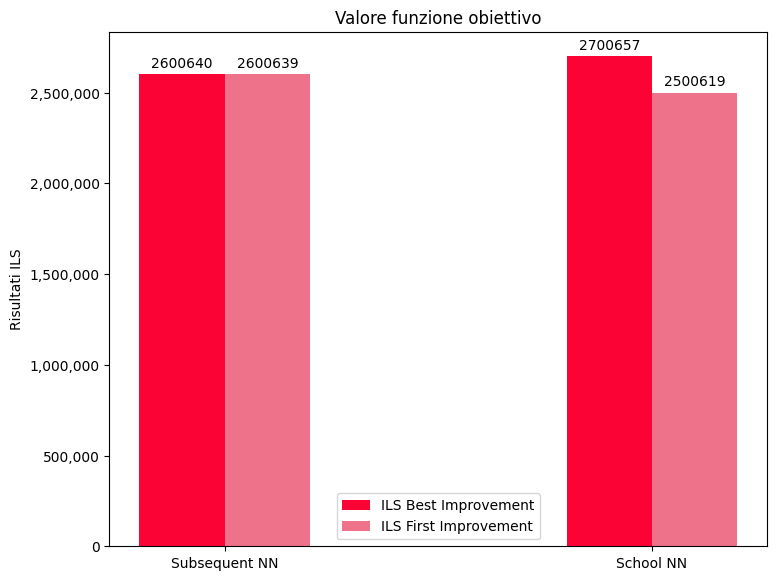 Valore funzione obiettivo
2600640
2600639
2700657
2500619
Risultati ILS
2,500,000
2,000,000
1,500,000
1,000,000
500,000
0
ILS Best Improvement
ILS First Improvement
Subsequent NN
School NN